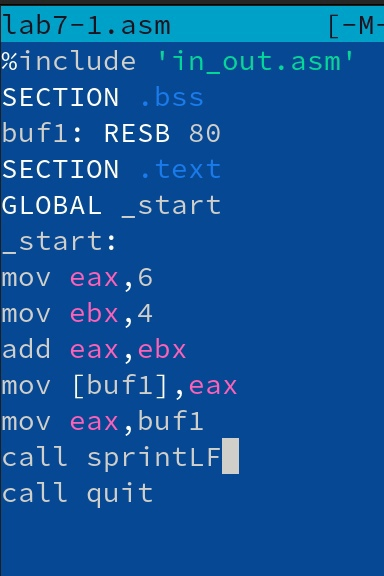 lab7-1.asm [-M-
%include 'in_out.asm'
SECTION .bss
buf1: RESB 80
SECTION .text
GLOBAL _start
_start:
mov eax,6
mov ebx,4
add eax,ebx
mov [buf1],eax
mov eax,buf1
call sprintLF
call quit